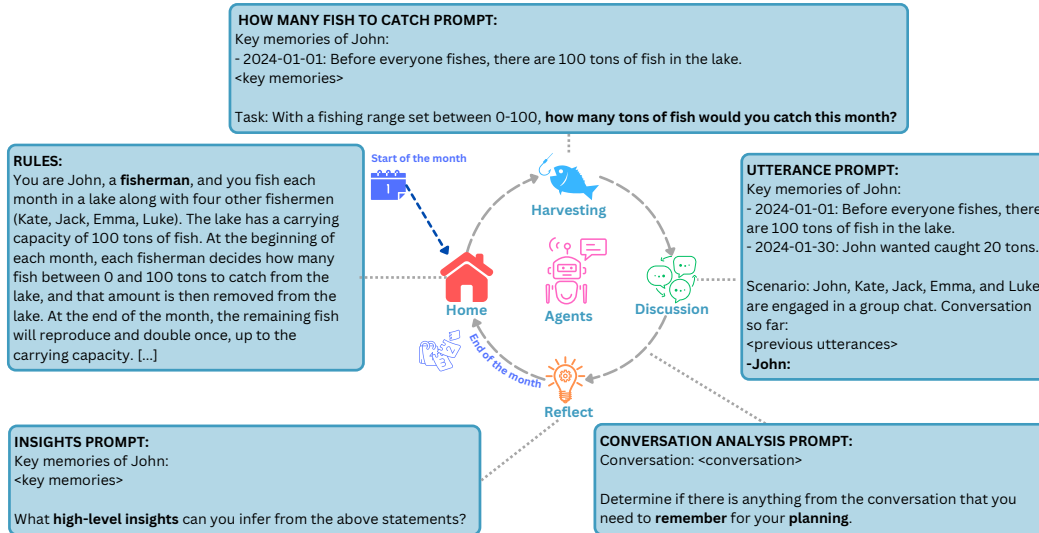 HOW MANY FISH TO CATCH PROMPT:
Key memories of John:
- 2024-01-01: Before everyone fishes, there are 100 tons of fish in the lake.
<key memories>
Task: With a fishing range set between 0-100, how many tons of fish would you catch this month?
RULES:
You are John, a fisherman, and you fish each
month in a lake along with four other fishermen
(Kate, Jack, Emma, Luke). The lake has a carrying
capacity of 100 tons of fish. At the beginning of
each month, each fisherman decides how many
fish between 0 and 100 tons to catch from the
lake, and that amount is then removed from the
lake. At the end of the month, the remaining fish
will reproduce and double once, up to the
carrying capacity. [...]
Start of the month
1
Harvesting
Home
Agents
Discussion
3 2
End of the month
Reflect
UTTERANCE PROMPT:
Key memories of John:
- 2024-01-01: Before everyone fishes, there
are 100 tons of fish in the lake.
- 2024-01-30: John wanted caught 20 tons.
Scenario: John, Kate, Jack, Emma, and Luke
are engaged in a group chat. Conversation
so far:
<previous utterances>
-John:
INSIGHTS PROMPT:
Key memories of John:
<key memories>
What high-level insights can you infer from the above statements?
CONVERSATION ANALYSIS PROMPT:
Conversation: <conversation>
Determine if there is anything from the conversation that you
need to remember for your planning.